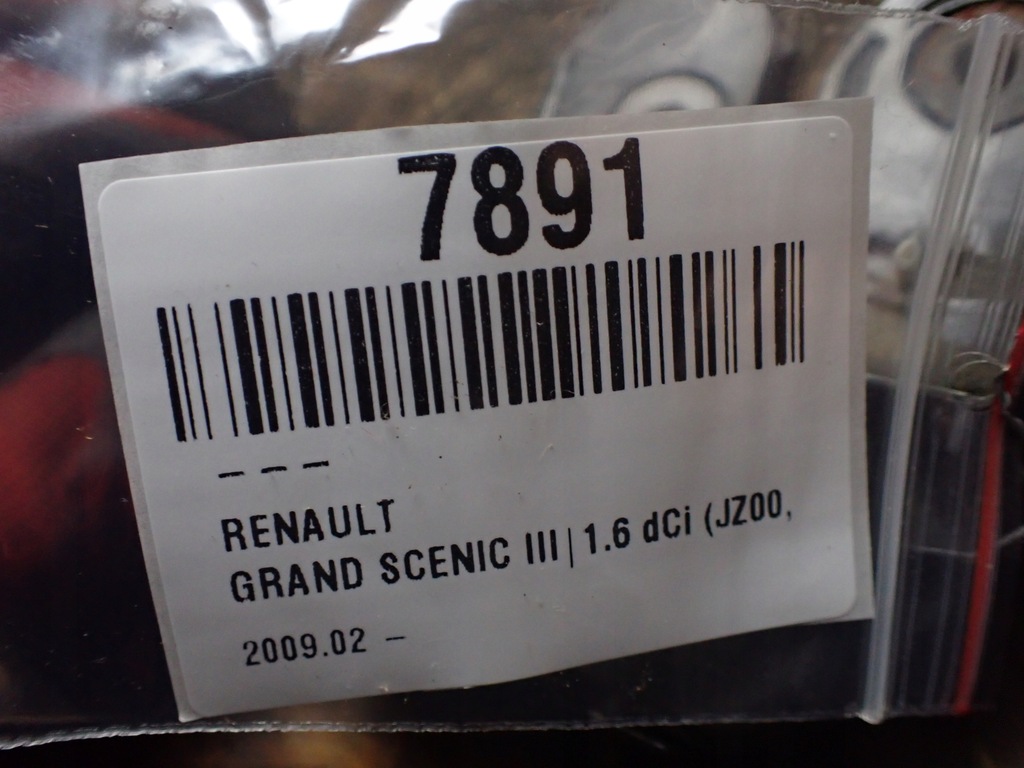 7891
– – –
RENAULT
GRAND SCENIC III | 1.6 dCi (JZ00,
2009.02 –